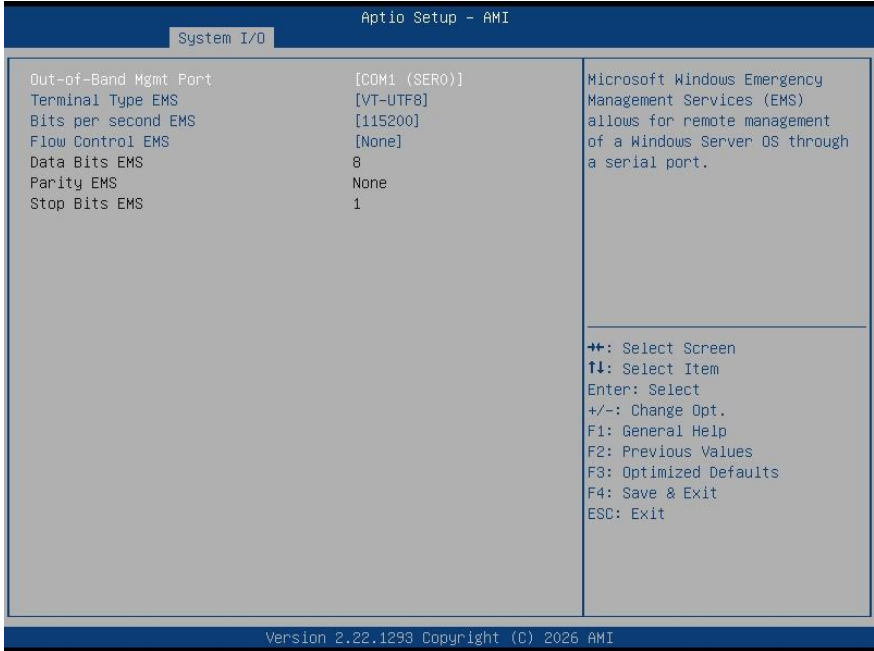 Aptio Setup - AMI
System I/O
Out-of-Band Mgmt Port [COM1 (SER0)]
Terminal Type EMS [VT-UTF8]
Bits per second EMS [115200]
Flow Control EMS [None]
Data Bits EMS 8
Parity EMS None
Stop Bits EMS 1
Microsoft Windows Emergency
Management Services (EMS)
allows for remote management
of a Windows Server OS through
a serial port.
→←: Select Screen
↑↓: Select Item
Enter: Select
+/-: Change Opt.
F1: General Help
F2: Previous Values
F3: Optimized Defaults
F4: Save & Exit
ESC: Exit
Version 2.22.1293 Copyright (C) 2026 AMI